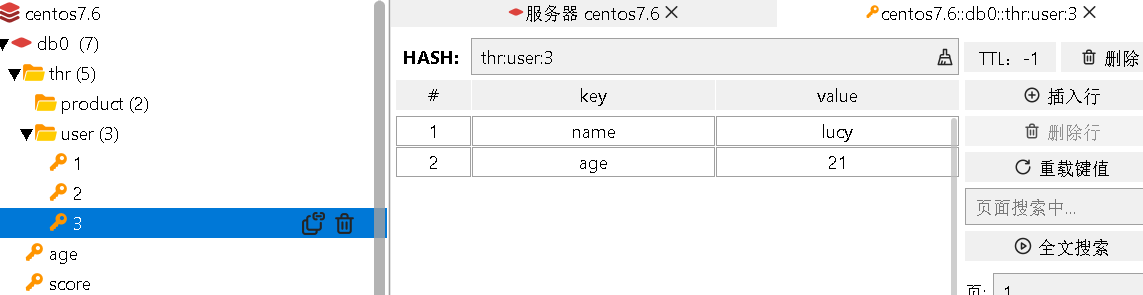 centos7.6
db0 (7)
thr (5)
product (2)
user (3)
1
2
3
age
score
服务器 centos7.6
centos7.6::db0::thr:user:3
HASH: thr:user:3
TTL: -1 删除
# key value
1 name lucy
2 age 21
插入行
删除行
重载键值
页面搜索中...
全文搜索
页: 1